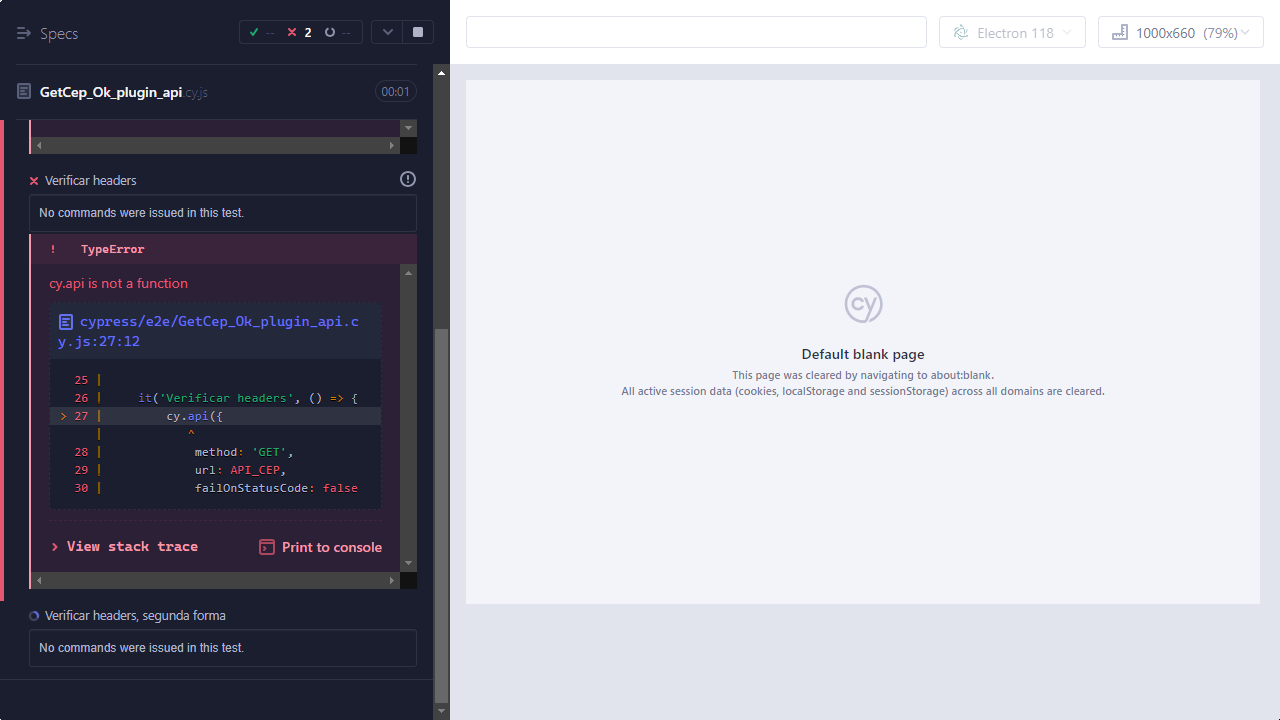 Specs
-- 2 --
GetCep_Ok_plugin_api.cy.js
00:01
Verificar headers
No commands were issued in this test.
! TypeError
cy.api is not a function
cypress/e2e/GetCep_Ok_plugin_api.c
y.js:27:12
25 |
26 | it('Verificar headers', () => {
> 27 | cy.api({
| ^
28 | method: 'GET',
29 | url: API_CEP,
30 | failOnStatusCode: false
> View stack trace
Print to console
Verificar headers, segunda forma
No commands were issued in this test.
Electron 118
1000x660 (79%)
cy
Default blank page
This page was cleared by navigating to about:blank.
All active session data (cookies, localStorage and sessionStorage) across all domains are cleared.